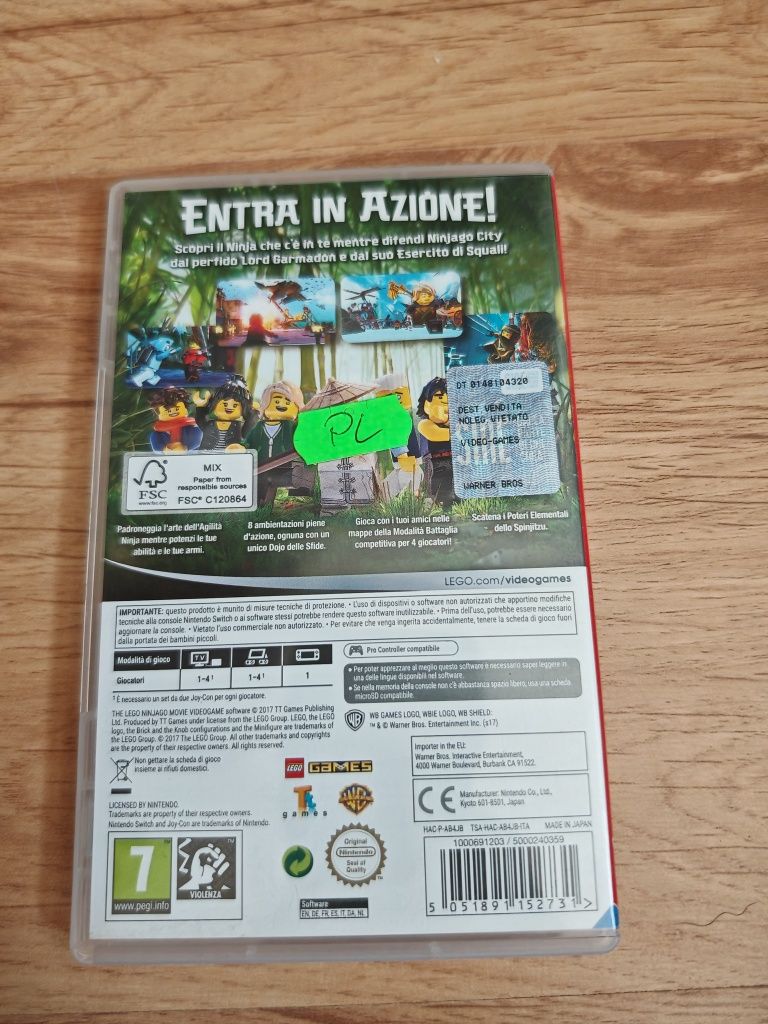 ENTRA IN AZIONE!
Scopri il Ninja che c'è in te mentre difendi Ninjago City
dal perfido Lord Garmadon e dal suo Esercito di Squali!
DT 0148104320
DEST VENDITA
NOLEG. VIETATO
SIAE
VIDEO-GAMES
WARNER BROS
PL
FSC
www.fsc.org
MIX
Paper from
responsible sources
FSC® C120864
Padroneggia l'arte dell'Agilità
Ninja mentre potenzi le tue
abilità e le tue armi.
8 ambientazioni piene
d'azione, ognuna con un
unico Dojo delle Sfide.
Gioca con i tuoi amici nelle
mappe della Modalità Battaglia
competitiva per 4 giocatori!
Scatena i Poteri Elementali
dello Spinjitzu.
LEGO.com/videogames
IMPORTANTE: questo prodotto è munito di misure tecniche di protezione. • L'uso di dispositivi o software non autorizzati che apportino modifiche
tecniche alla console Nintendo Switch o ai software stessi potrebbe rendere questo software inutilizzabile. • Prima dell'uso, potrebbe essere necessario
aggiornare la console. • Vietato l'uso commerciale non autorizzato. • Per evitare che venga ingerita accidentalmente, tenere la scheda di gioco fuori
dalla portata dei bambini piccoli.
Modalità di gioco TV
Giocatori 1-4¹ 1-4¹ 1
¹ È necessario un set da due Joy-Con per ogni giocatore.
Pro Controller compatibile
• Per poter apprezzare al meglio questo software è necessario saper leggere in
una delle lingue disponibili nel software.
• Se nella memoria della console non c'è abbastanza spazio libero, usa una scheda
microSD compatibile.
THE LEGO NINJAGO MOVIE VIDEOGAME software © 2017 TT Games Publishing
Ltd. Produced by TT Games under license from the LEGO Group. LEGO, the LEGO
logo, the Brick and the Knob configurations and the Minifigure are trademarks of
the LEGO Group. © 2017 The LEGO Group. All other trademarks and copyrights
are the property of their respective owners. All rights reserved.
WB GAMES LOGO, WBIE LOGO, WB SHIELD:
™ & © Warner Bros. Entertainment Inc. (s17)
Non gettare la scheda di gioco
insieme ai rifiuti domestici.
LEGO GAMES
Tt games
WB
Importer in the EU:
Warner Bros. Interactive Entertainment,
4000 Warner Boulevard, Burbank CA 91522.
CE
Manufacturer: Nintendo Co., Ltd.,
Kyoto 601-8501, Japan
LICENSED BY NINTENDO.
Trademarks are property of their respective owners.
Nintendo Switch and Joy-Con are trademarks of Nintendo.
HAC-P-AB4JB TSA-HAC-AB4JB-ITA MADE IN JAPAN
1000691203 / 5000240359
5 051891 152731 >
7
www.pegi.info
VIOLENZA
Original
Nintendo
Seal of
Quality
Software
EN, DE, FR, ES, IT, DA, NL